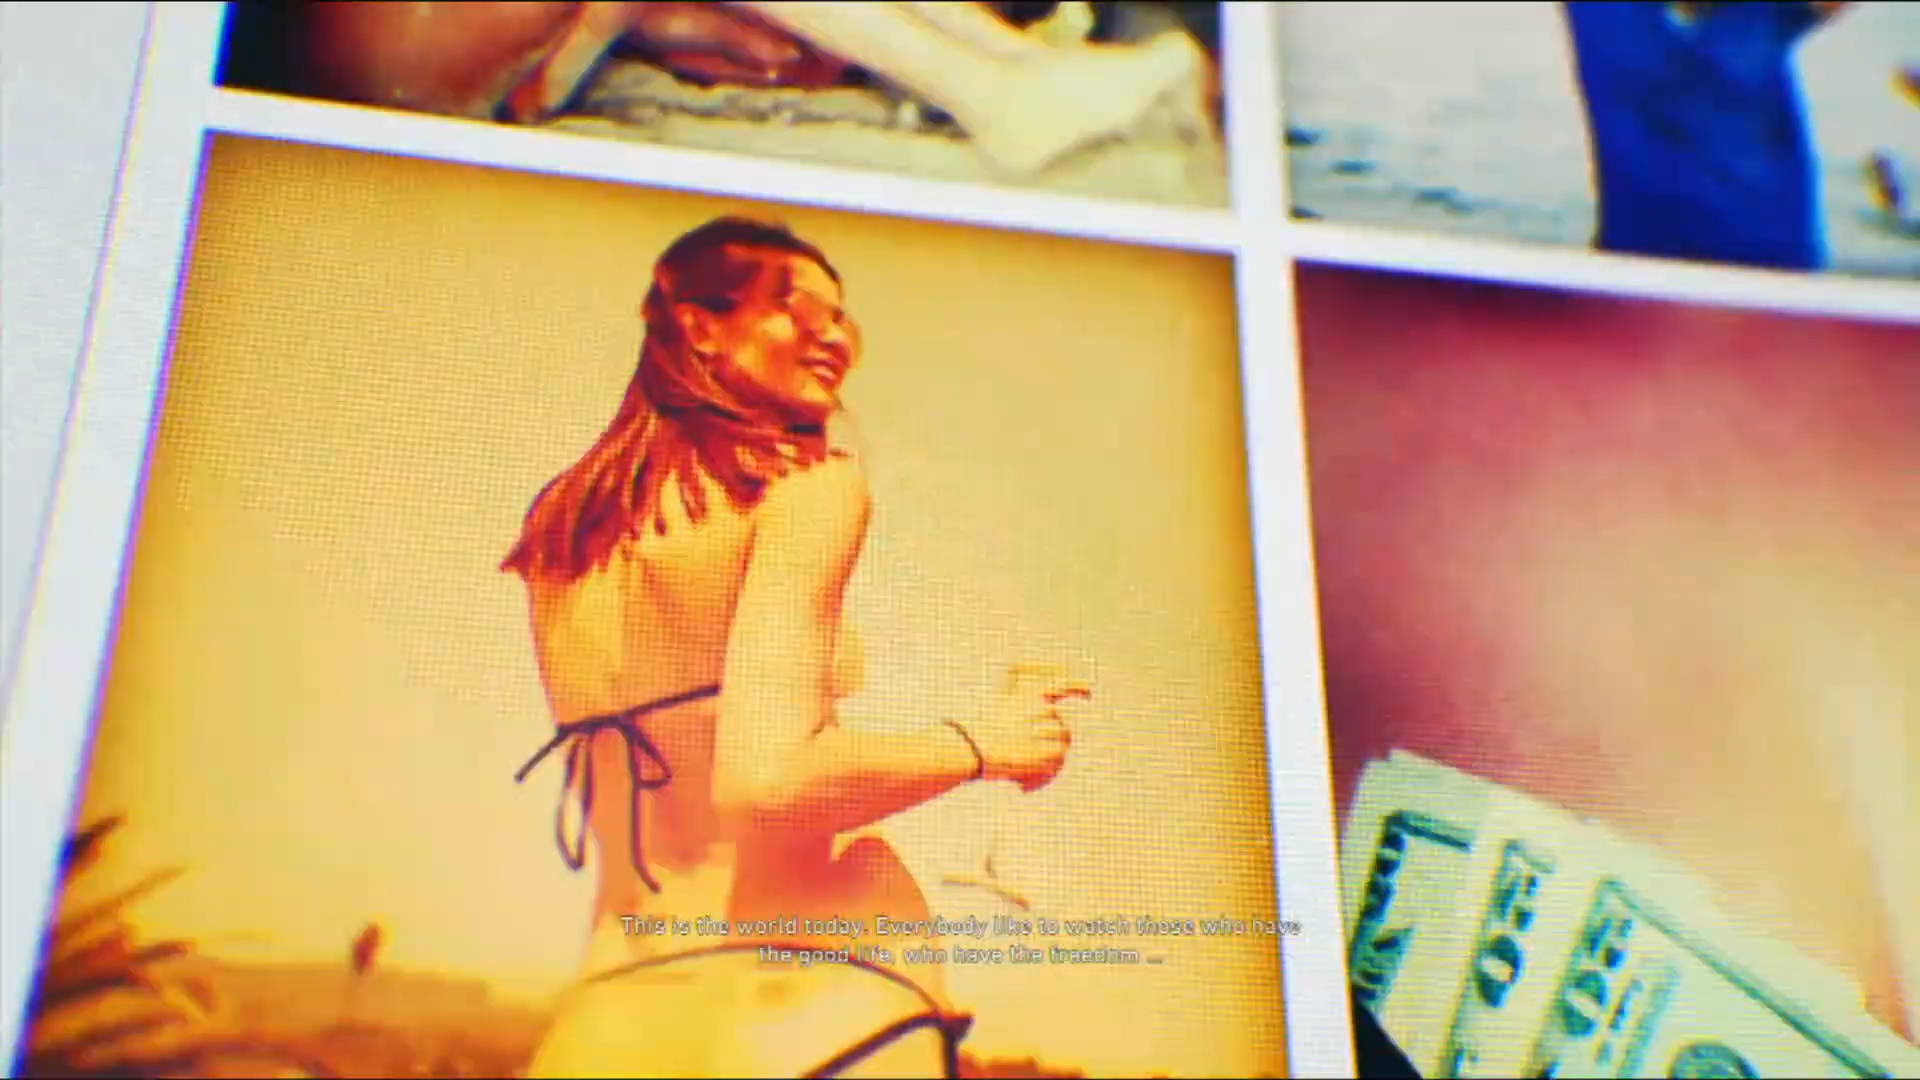 This is the world today. Everybody like to watch those who have
the good life, who have the freedom ...